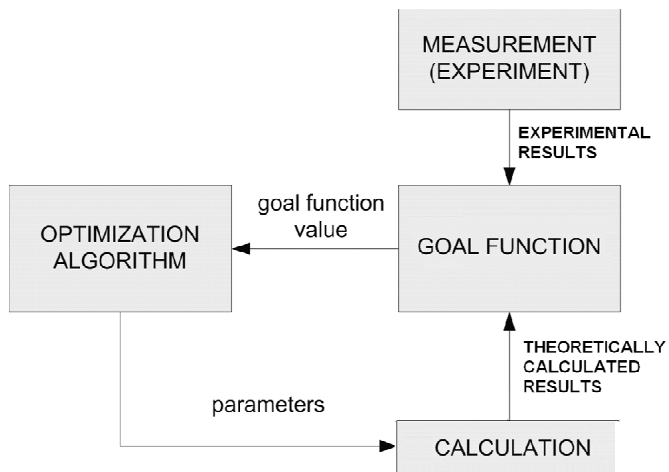 MEASUREMENT
(EXPERIMENT)
EXPERIMENTAL
RESULTS
goal function
value
OPTIMIZATION
ALGORITHM
GOAL FUNCTION
THEORETICALLY
CALCULATED
RESULTS
parameters
CALCULATION